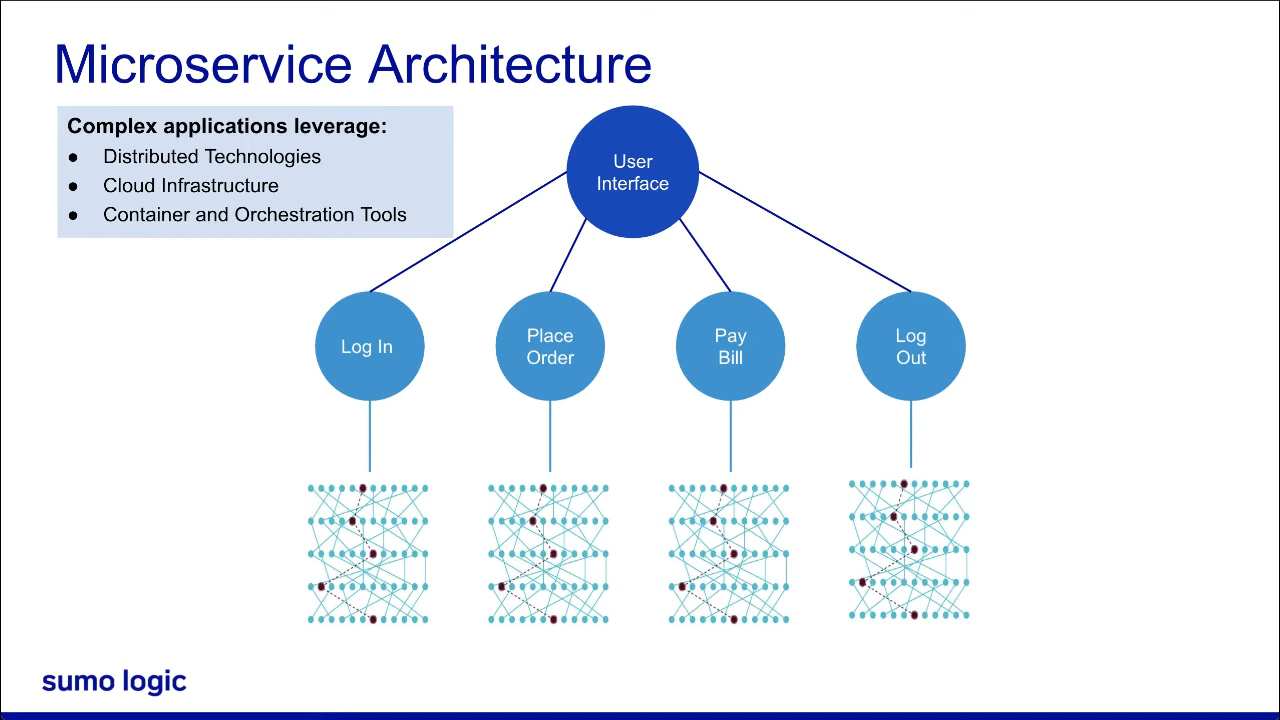 Microservice Architecture
Complex applications leverage:
● Distributed Technologies
● Cloud Infrastructure
● Container and Orchestration Tools
User
Interface
Log In
Place
Order
Pay
Bill
Log
Out
sumo logic